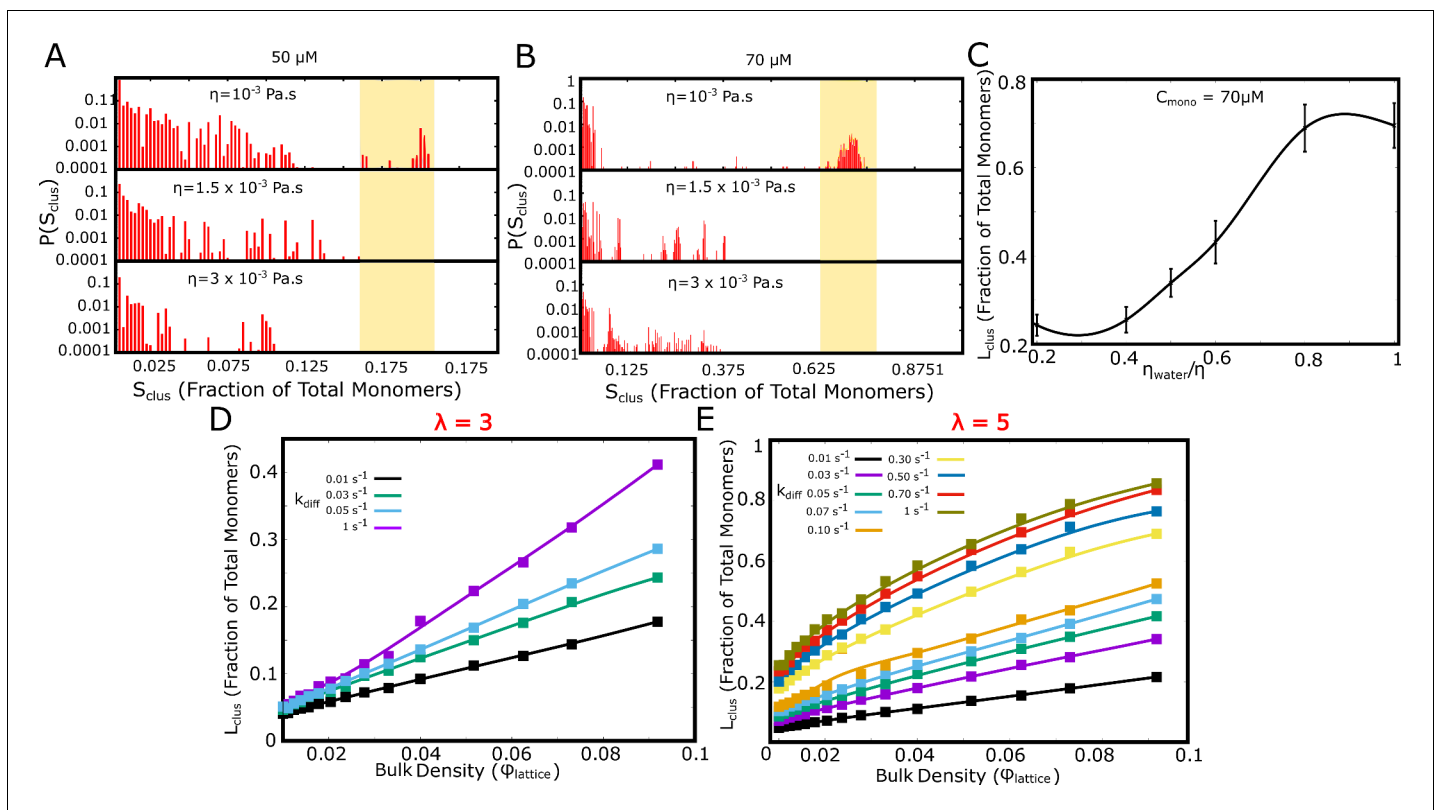 A
50 μM
0.11
0.01
0.001
0.0001
η=10⁻³ Pa.s
0.1
0.01
0.001
0.0001
η=1.5 x 10⁻³ Pa.s
0.1
0.01
0.001
0.0001
η=3 x 10⁻³ Pa.s
P(S_clus)
0.025 0.075 0.125 0.175 0.175
S_clus (Fraction of Total Monomers)
B
70 μM
1
0.1
0.01
0.001
0.0001
η=10⁻³ Pa.s
0.1
0.01
0.001
0.0001
η=1.5 x 10⁻³ Pa.s
0.1
0.01
0.001
0.0001
η=3 x 10⁻³ Pa.s
P(S_clus)
0.125 0.375 0.625 0.8751
S_clus (Fraction of Total Monomers)
C
C_mono = 70μM
L_clus (Fraction of Total Monomers)
0.8
0.6
0.4
0.2
0.2 0.4 0.6 0.8 1
η_water/η
D
λ = 3
L_clus (Fraction of Total Monomers)
0.4
0.3
0.2
0.1
0
k_diff
0.01 s⁻¹
0.03 s⁻¹
0.05 s⁻¹
1 s⁻¹
0.02 0.04 0.06 0.08 0.1
Bulk Density (φ_lattice)
E
λ = 5
L_clus (Fraction of Total Monomers)
1
0.8
0.6
0.4
0.2
k_diff
0.01 s⁻¹ 0.30 s⁻¹
0.03 s⁻¹ 0.50 s⁻¹
0.05 s⁻¹ 0.70 s⁻¹
0.07 s⁻¹ 1 s⁻¹
0.10 s⁻¹
0 0.02 0.04 0.06 0.08 0.1
Bulk Density (φ_lattice)